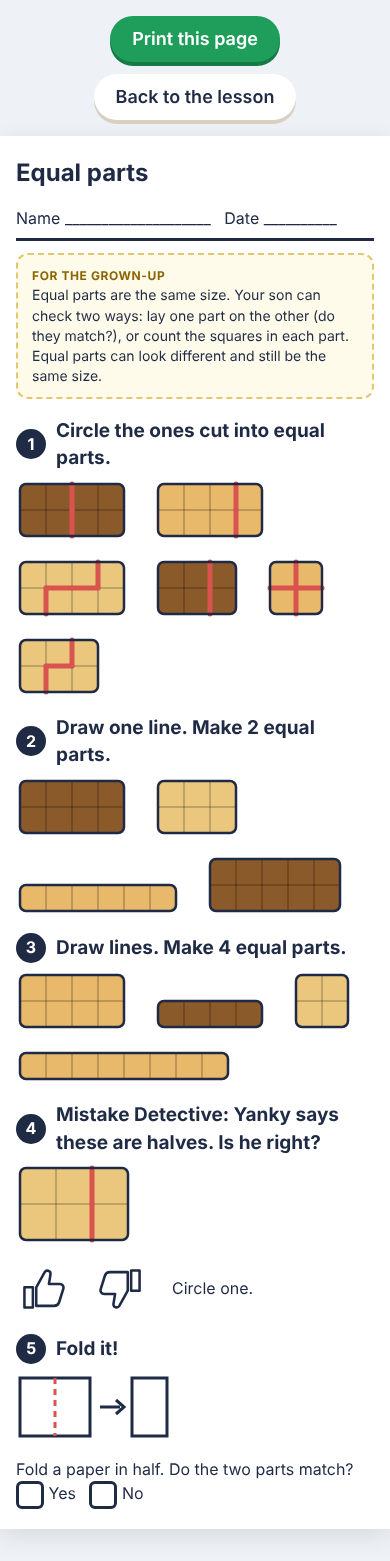 Print this page
Back to the lesson
Equal parts
Name ____________________ Date __________
FOR THE GROWN-UP
Equal parts are the same size. Your son can
check two ways: lay one part on the other (do
they match?), or count the squares in each part.
Equal parts can look different and still be the
same size.
1 Circle the ones cut into equal
parts.
2 Draw one line. Make 2 equal
parts.
3 Draw lines. Make 4 equal parts.
4 Mistake Detective: Yanky says
these are halves. Is he right?
Circle one.
5 Fold it!
Fold a paper in half. Do the two parts match?
Yes No